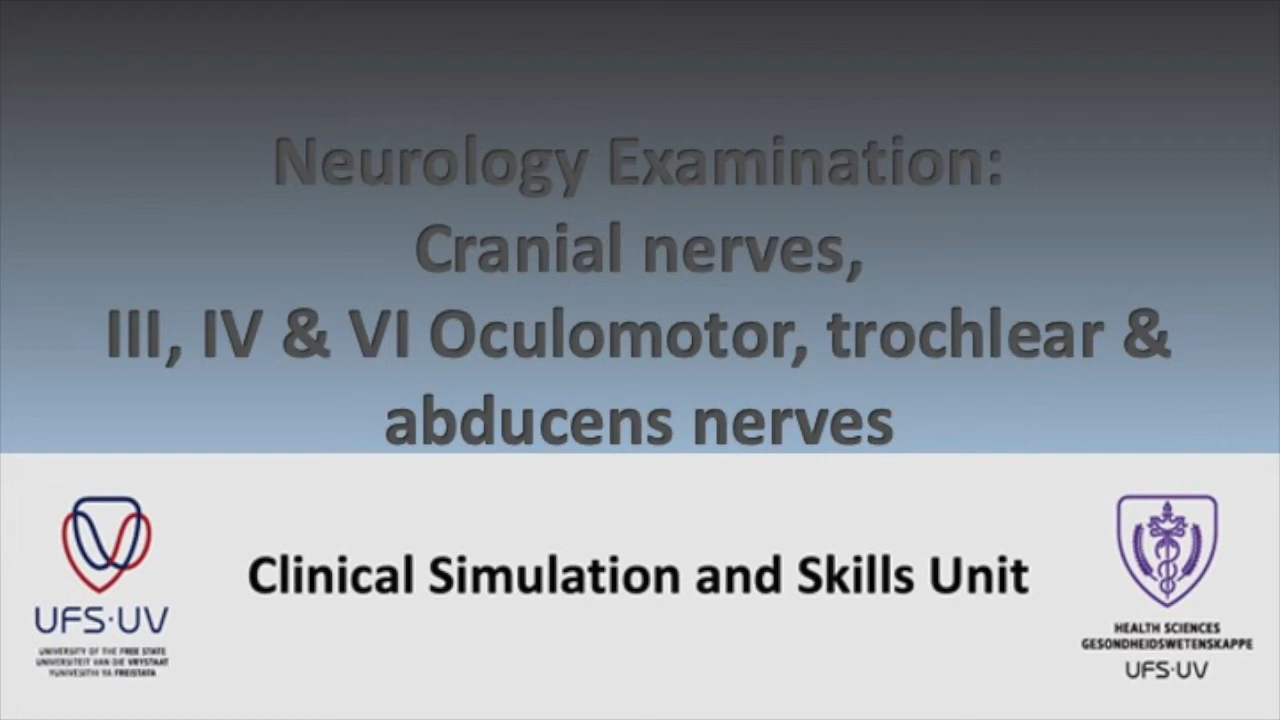 Neurology Examination:
Cranial nerves,
III, IV & VI Oculomotor, trochlear &
abducens nerves
Clinical Simulation and Skills Unit
UFS·UV
UNIVERSITY OF THE FREE STATE
UNIVERSITEIT VAN DIE VRYSTAAT
YUNIVESITHI YA FREISTATA
HEALTH SCIENCES
GESONDHEIDSWETENSKAPPE
UFS·UV